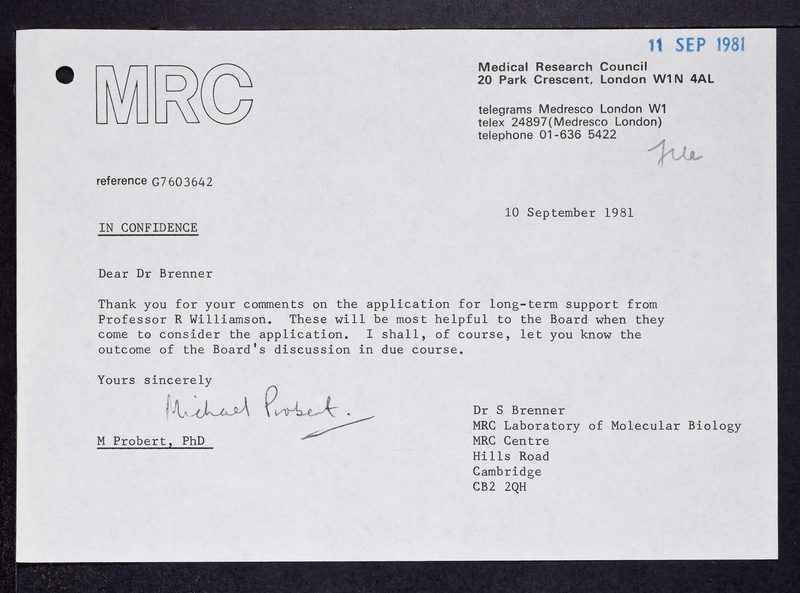 11 SEP 1981
MRC
Medical Research Council
20 Park Crescent, London W1N 4AL
telegrams Medresco London W1
telex 24897(Medresco London)
telephone 01-636 5422
File
reference G7603642
10 September 1981
IN CONFIDENCE
Dear Dr Brenner
Thank you for your comments on the application for long-term support from
Professor R Williamson. These will be most helpful to the Board when they
come to consider the application. I shall, of course, let you know the
outcome of the Board's discussion in due course.
Yours sincerely
Michael Probert.
M Probert, PhD
Dr S Brenner
MRC Laboratory of Molecular Biology
MRC Centre
Hills Road
Cambridge
CB2 2QH